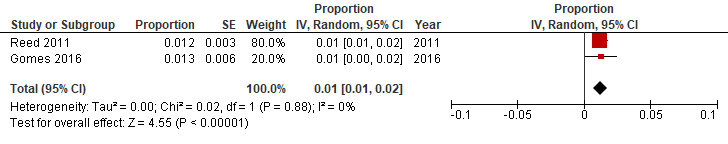 Proportion Proportion
Study or Subgroup Proportion SE Weight IV, Random, 95% CI Year IV, Random, 95% CI
Reed 2011 0.012 0.003 80.0% 0.01 [0.01, 0.02] 2011
Gomes 2016 0.013 0.006 20.0% 0.01 [0.00, 0.02] 2016
Total (95% CI) 100.0% 0.01 [0.01, 0.02]
Heterogeneity: Tau² = 0.00; Chi² = 0.02, df = 1 (P = 0.88); I² = 0%
Test for overall effect: Z = 4.55 (P < 0.00001)
-0.1 -0.05 0 0.05 0.1